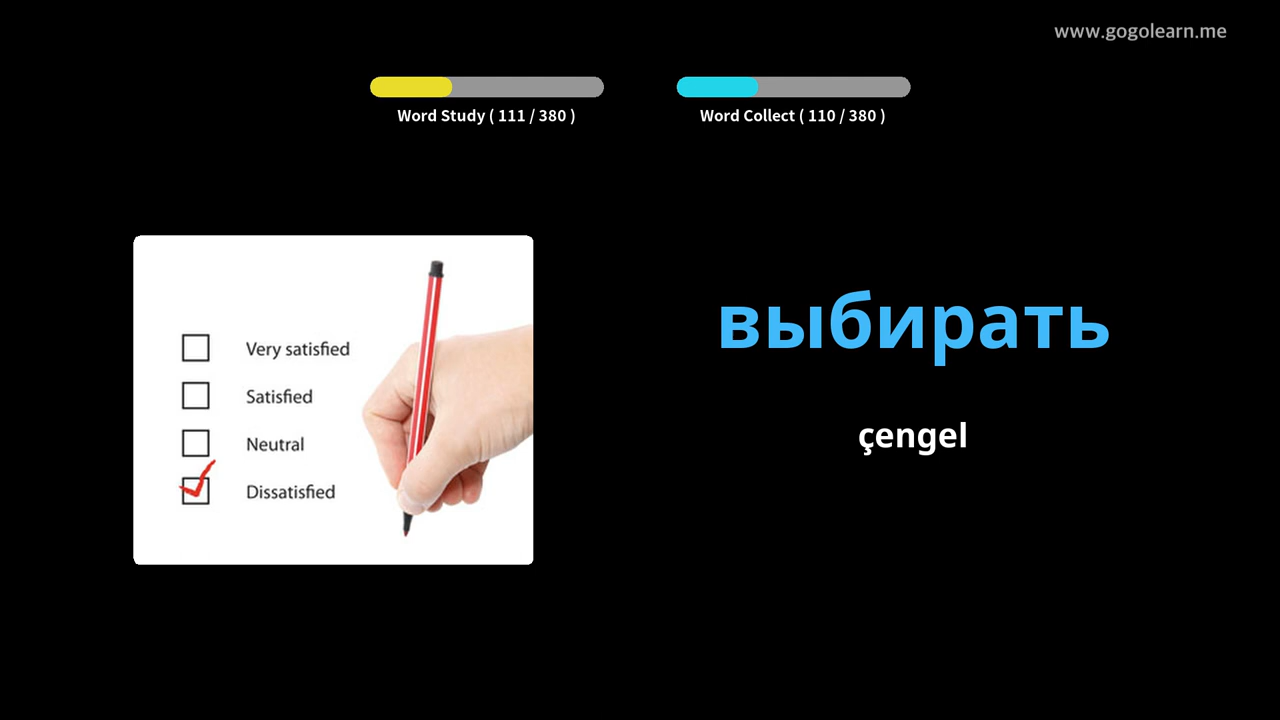 www.gogolearn.me
Word Study ( 111 / 380 )
Word Collect ( 110 / 380 )
Very satisfied
Satisfied
Neutral
Dissatisfied
выбирать
çengel